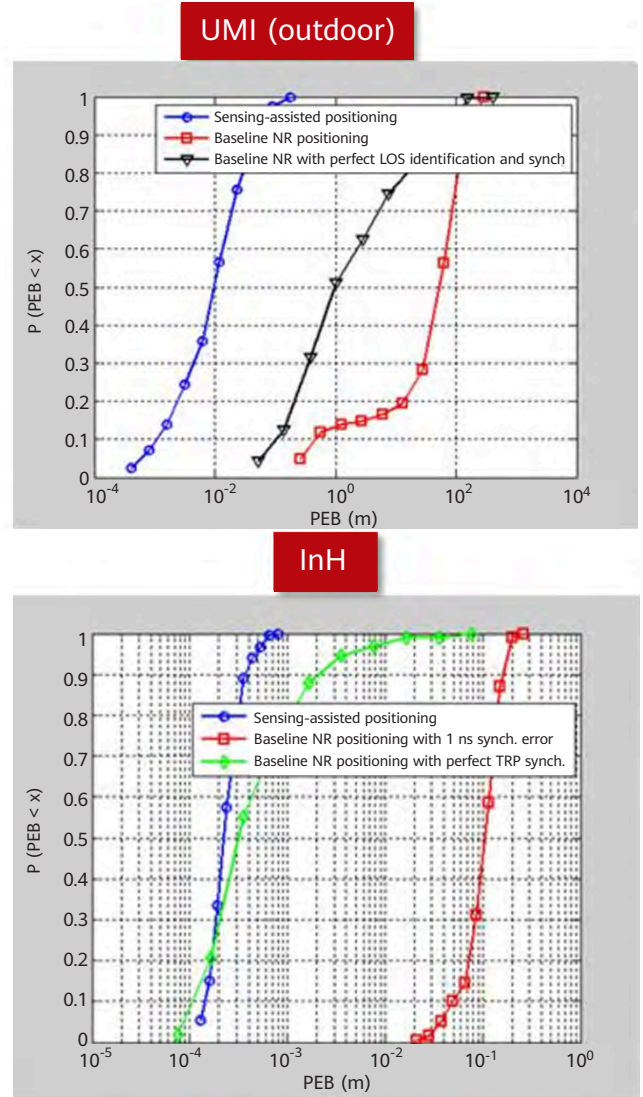 UMI (outdoor)
1
0.9
0.8
0.7
0.6
0.5
0.4
0.3
0.2
0.1
0
P (PEB < x)
Sensing-assisted positioning
Baseline NR positioning
Baseline NR with perfect LOS identification and synch
10-4
10-2
100
102
104
PEB (m)
InH
1
0.9
0.8
0.7
0.6
0.5
0.4
0.3
0.2
0.1
0
P (PEB < x)
Sensing-assisted positioning
Baseline NR positioning with 1 ns synch. error
Baseline NR positioning with perfect TRP synch.
10-5
10-4
10-3
10-2
10-1
100
PEB (m)